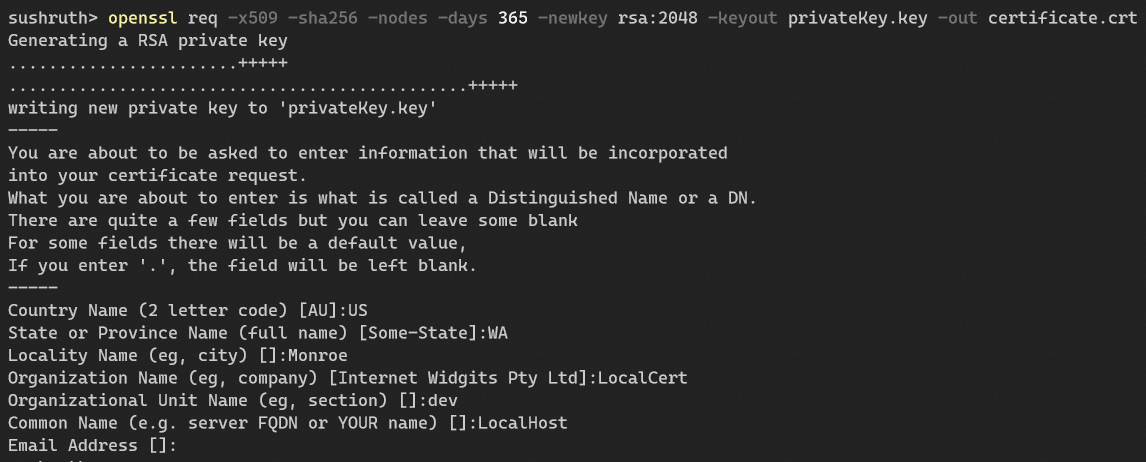 sushruth> openssl req -x509 -sha256 -nodes -days 365 -newkey rsa:2048 -keyout privateKey.key -out certificate.crt
Generating a RSA private key
.......................+++++
..............................................+++++
writing new private key to 'privateKey.key'
-----
You are about to be asked to enter information that will be incorporated
into your certificate request.
What you are about to enter is what is called a Distinguished Name or a DN.
There are quite a few fields but you can leave some blank
For some fields there will be a default value,
If you enter '.', the field will be left blank.
-----
Country Name (2 letter code) [AU]:US
State or Province Name (full name) [Some-State]:WA
Locality Name (eg, city) []:Monroe
Organization Name (eg, company) [Internet Widgits Pty Ltd]:LocalCert
Organizational Unit Name (eg, section) []:dev
Common Name (e.g. server FQDN or YOUR name) []:LocalHost
Email Address []: